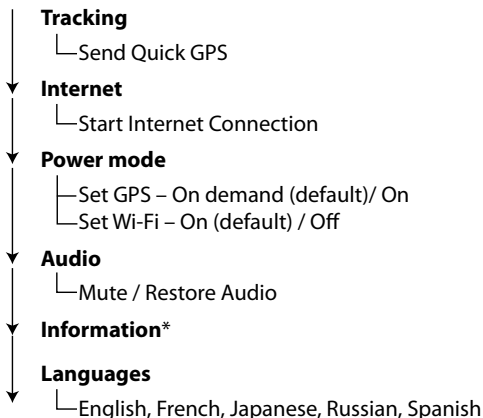 Tracking
Send Quick GPS
Internet
Start Internet Connection
Power mode
Set GPS – On demand (default)/ On
Set Wi-Fi – On (default) / Off
Audio
Mute / Restore Audio
Information*
Languages
English, French, Japanese, Russian, Spanish